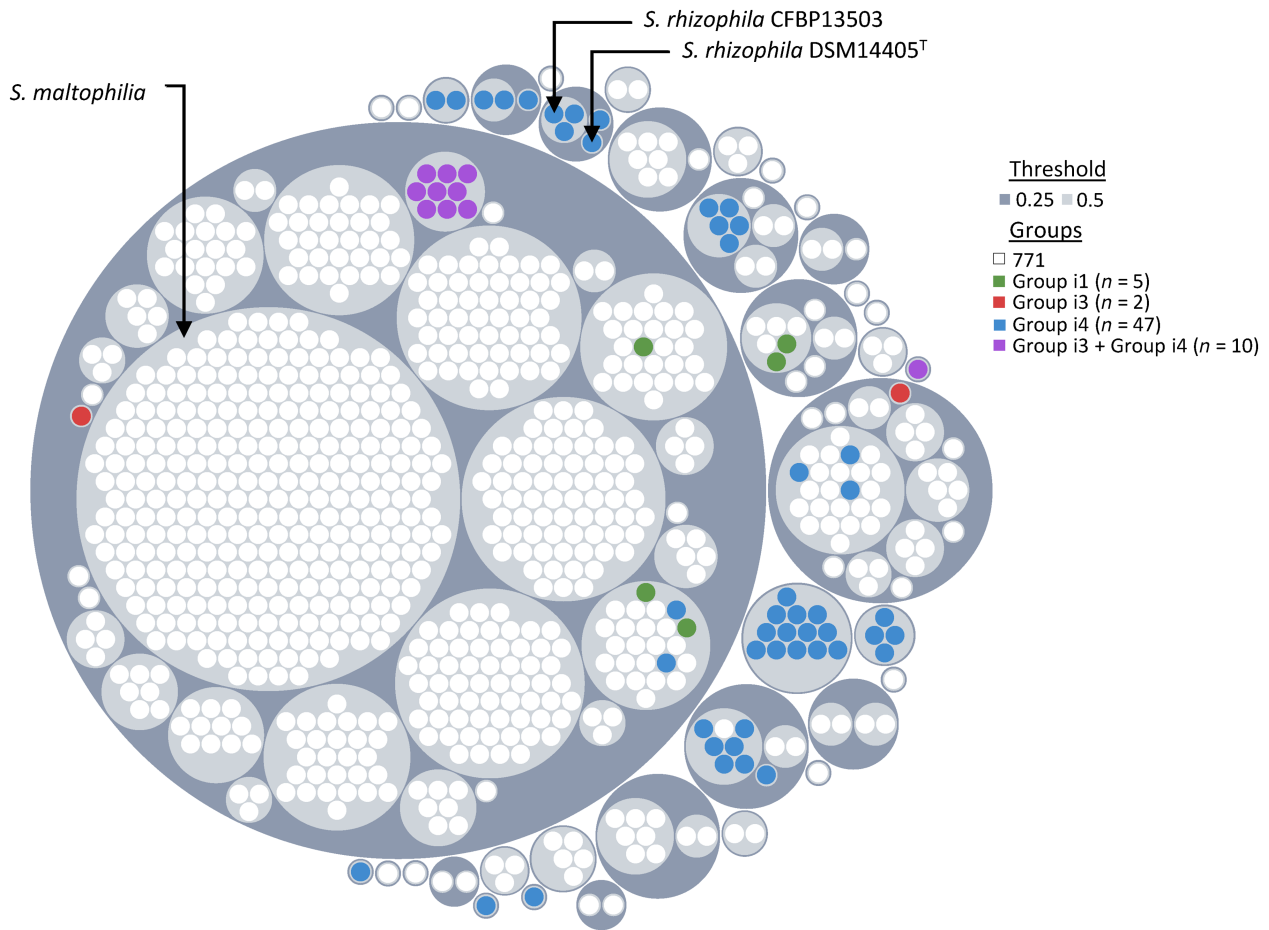 S. rhizophila CFBP13503
S. rhizophila DSM14405ᵀ
S. maltophilia
Threshold
0.25 0.5
Groups
771
Group i1 (n = 5)
Group i3 (n = 2)
Group i4 (n = 47)
Group i3 + Group i4 (n = 10)